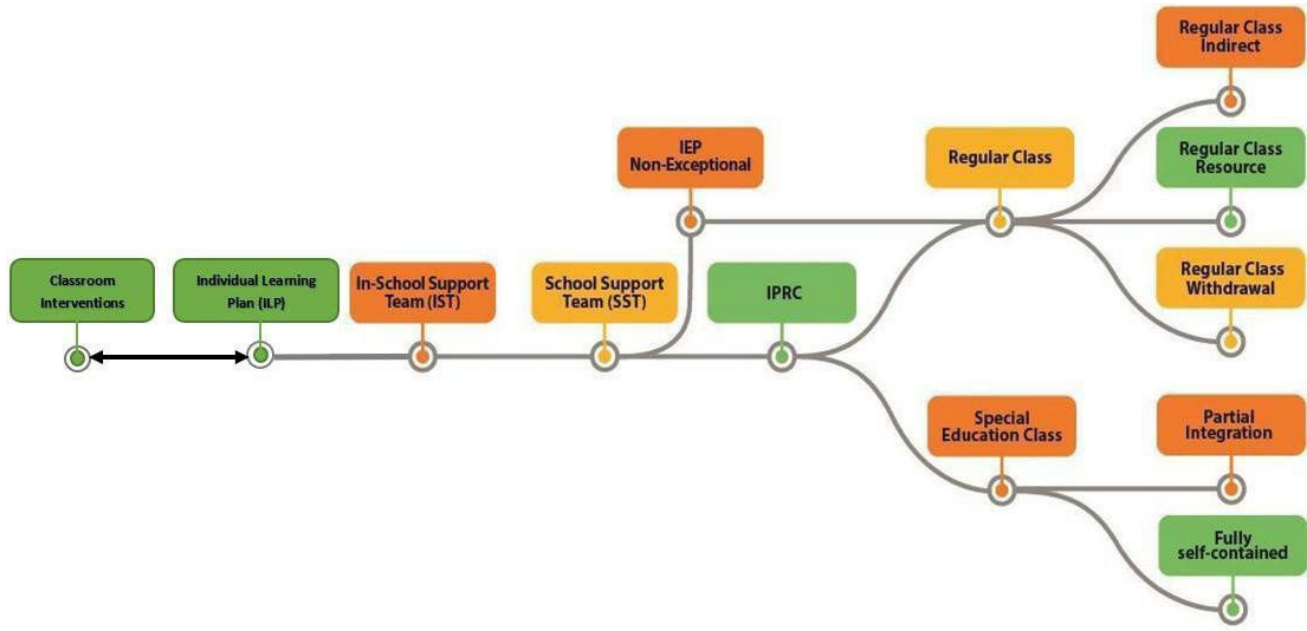 Regular Class
Indirect
IEP
Non-Exceptional
Regular Class
Regular Class
Resource
Classroom
Interventions
Individual Learning
Plan (ILP)
In-School Support
Team (IST)
School Support
Team (SST)
IPRC
Regular Class
Withdrawal
Special
Education Class
Partial
Integration
Fully
self-contained